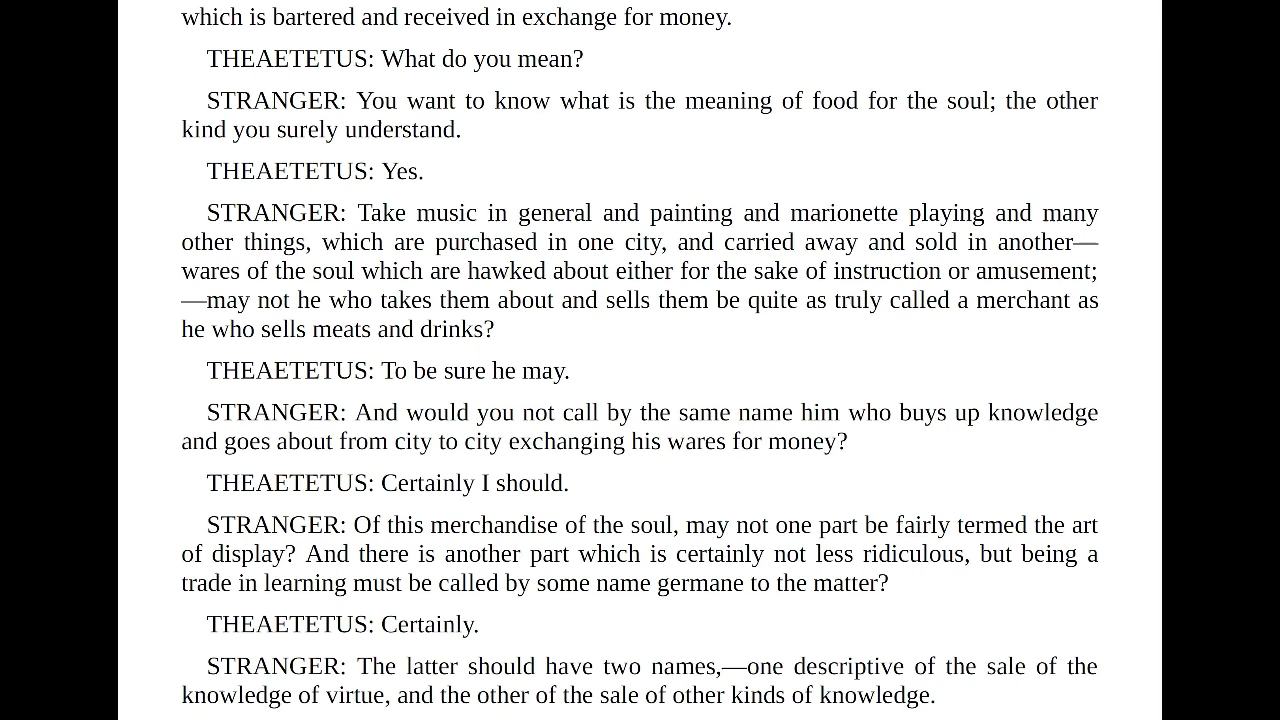 which is bartered and received in exchange for money.
THEAETETUS: What do you mean?
STRANGER: You want to know what is the meaning of food for the soul; the other
kind you surely understand.
THEAETETUS: Yes.
STRANGER: Take music in general and painting and marionette playing and many
other things, which are purchased in one city, and carried away and sold in another—
wares of the soul which are hawked about either for the sake of instruction or amusement;
—may not he who takes them about and sells them be quite as truly called a merchant as
he who sells meats and drinks?
THEAETETUS: To be sure he may.
STRANGER: And would you not call by the same name him who buys up knowledge
and goes about from city to city exchanging his wares for money?
THEAETETUS: Certainly I should.
STRANGER: Of this merchandise of the soul, may not one part be fairly termed the art
of display? And there is another part which is certainly not less ridiculous, but being a
trade in learning must be called by some name germane to the matter?
THEAETETUS: Certainly.
STRANGER: The latter should have two names,—one descriptive of the sale of the
knowledge of virtue, and the other of the sale of other kinds of knowledge.